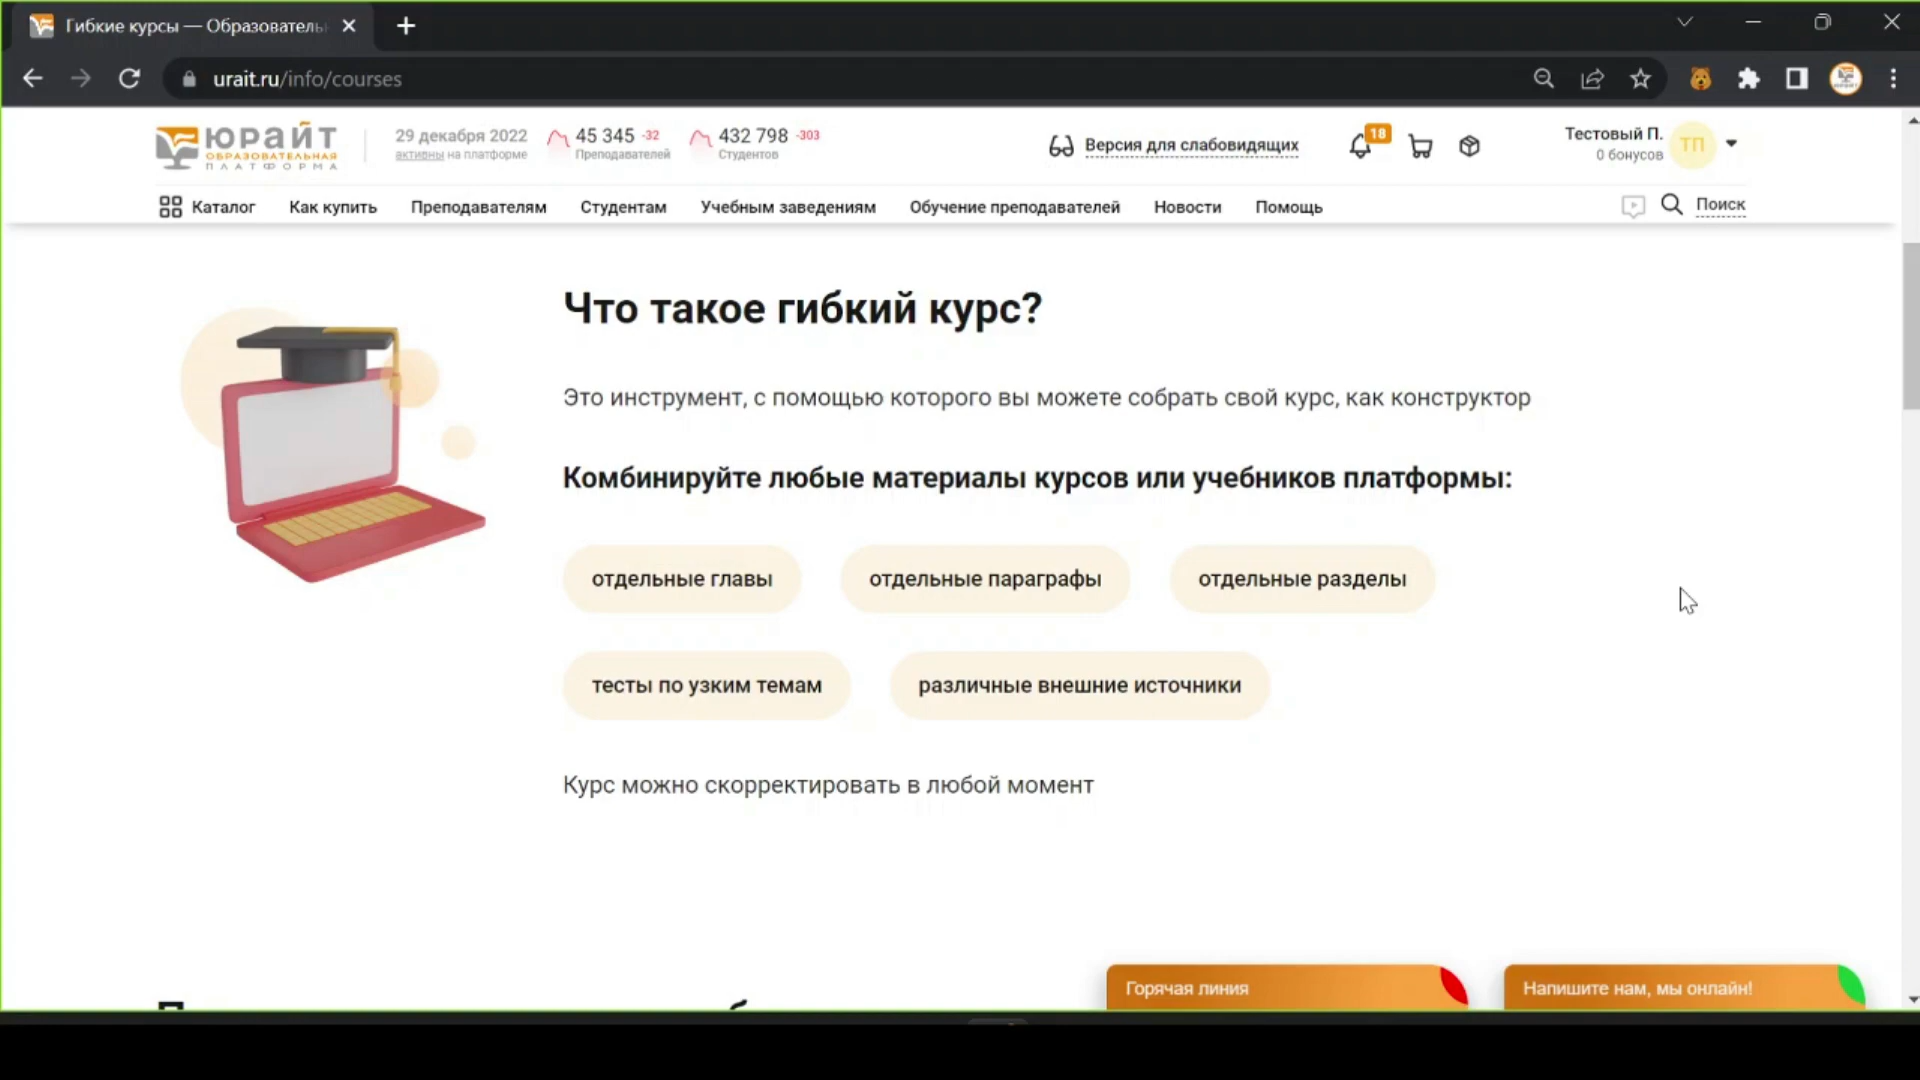 Гибкие курсы — Образователь
urait.ru/info/courses
ЮРАЙТ
ОБРАЗОВАТЕЛЬНАЯ
ПЛАТФОРМА
29 декабря 2022
активны на платформе
45 345 -32
Преподавателей
432 798 -303
Студентов
Версия для слабовидящих
18
Тестовый П.
0 бонусов
ТП
Каталог
Как купить
Преподавателям
Студентам
Учебным заведениям
Обучение преподавателей
Новости
Помощь
Поиск
Что такое гибкий курс?
Это инструмент, с помощью которого вы можете собрать свой курс, как конструктор
Комбинируйте любые материалы курсов или учебников платформы:
отдельные главы
отдельные параграфы
отдельные разделы
тесты по узким темам
различные внешние источники
Курс можно скорректировать в любой момент
Горячая линия
Напишите нам, мы онлайн!